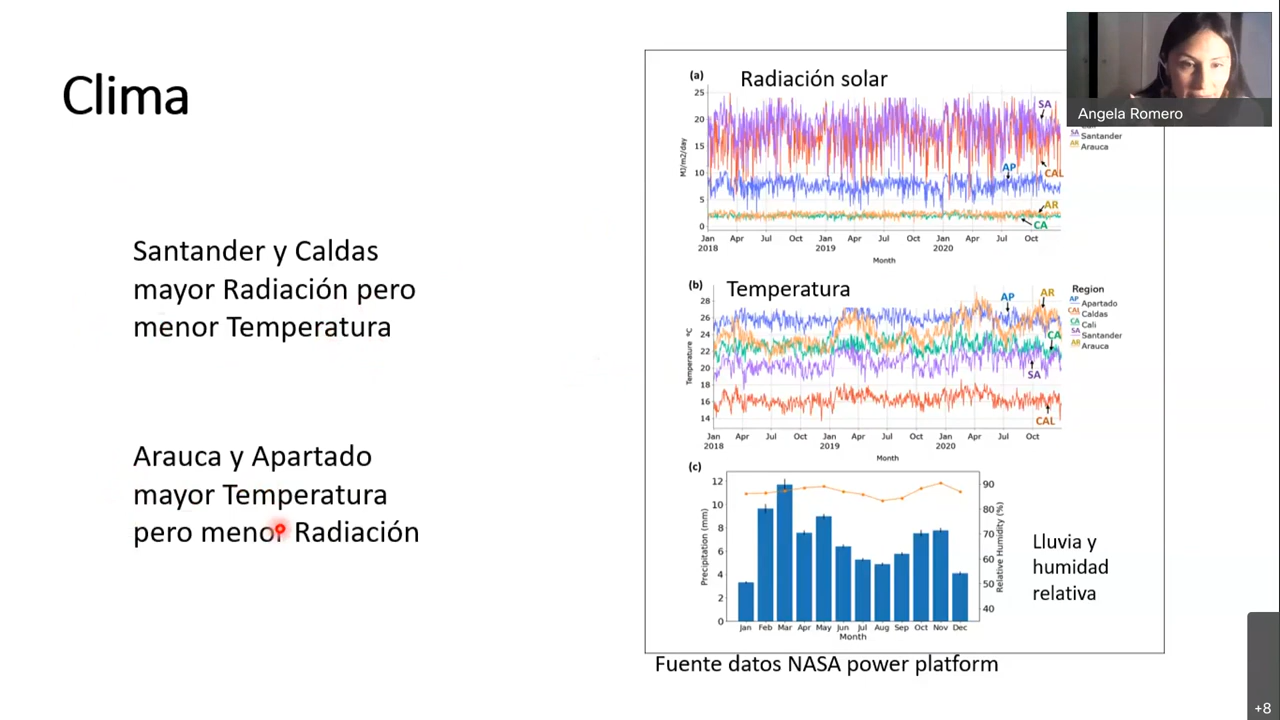 Clima
Santander y Caldas
mayor Radiación pero
menor Temperatura
Arauca y Apartado
mayor Temperatura
pero menor Radiación
(a)
Radiación solar
25
20
15
10
5
0
MJ/m2/day
SA
AP
CAL
AR
CA
Jan Apr Jul Oct Jan Apr Jul Oct Jan Apr Jul Oct
2018 2019 2020
Month
SA Santander
AR Arauca
Angela Romero
(b)
Temperatura
28
26
24
22
20
18
16
14
Temperature °C
AP
AR
CA
SA
CAL
Jan Apr Jul Oct Jan Apr Jul Oct Jan Apr Jul Oct
2018 2019 2020
Month
Region
AP Apartado
CAL Caldas
CA Cali
SA Santander
AR Arauca
(c)
12
10
8
6
4
2
0
Precipitation (mm)
90
80
70
60
50
40
Relative Humidity (%)
Jan Feb Mar Apr May Jun Jul Aug Sep Oct Nov Dec
Month
Lluvia y
humidad
relativa
Fuente datos NASA power platform
+8